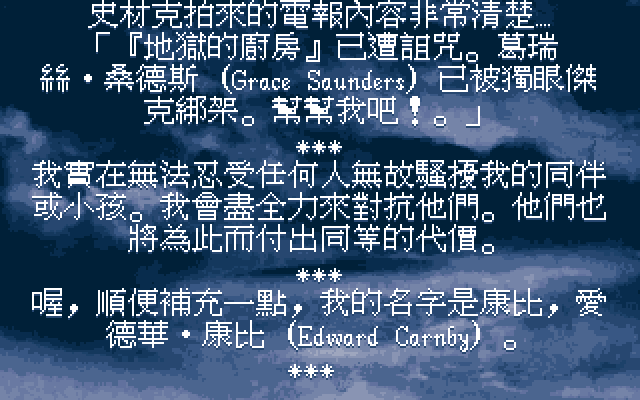 史材克拍來的電報內容非常清楚…
「『地獄的廚房』已遭詛咒。葛瑞
絲·桑德斯 (Grace Saunders) 已被獨眼傑
克綁架。幫幫我吧!。」
***
我實在無法忍受任何人無故騷擾我的同伴
或小孩。我會盡全力來對抗他們。他們也
將為此而付出同等的代價。
***
喔,順便補充一點,我的名字是康比,愛
德華·康比 (Edward Carnby) 。
***